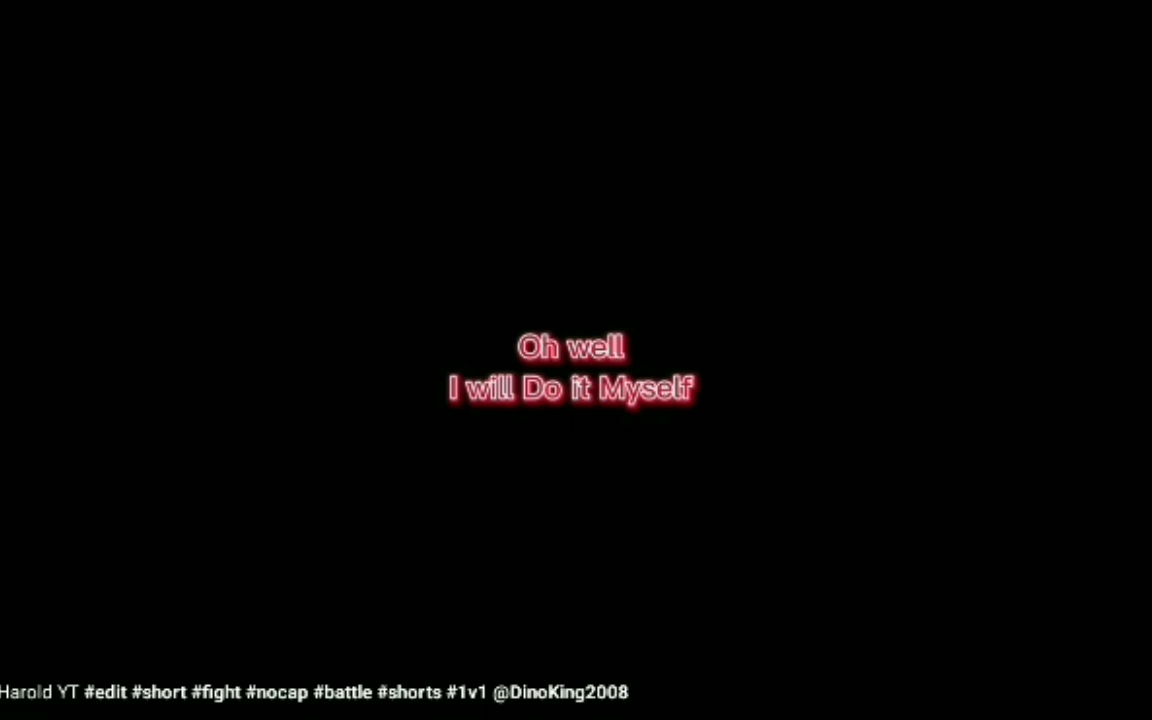 Oh well
I will Do it Myself
Harold YT #edit #short #fight #nocap #battle #shorts #1v1 @DinoKing2008